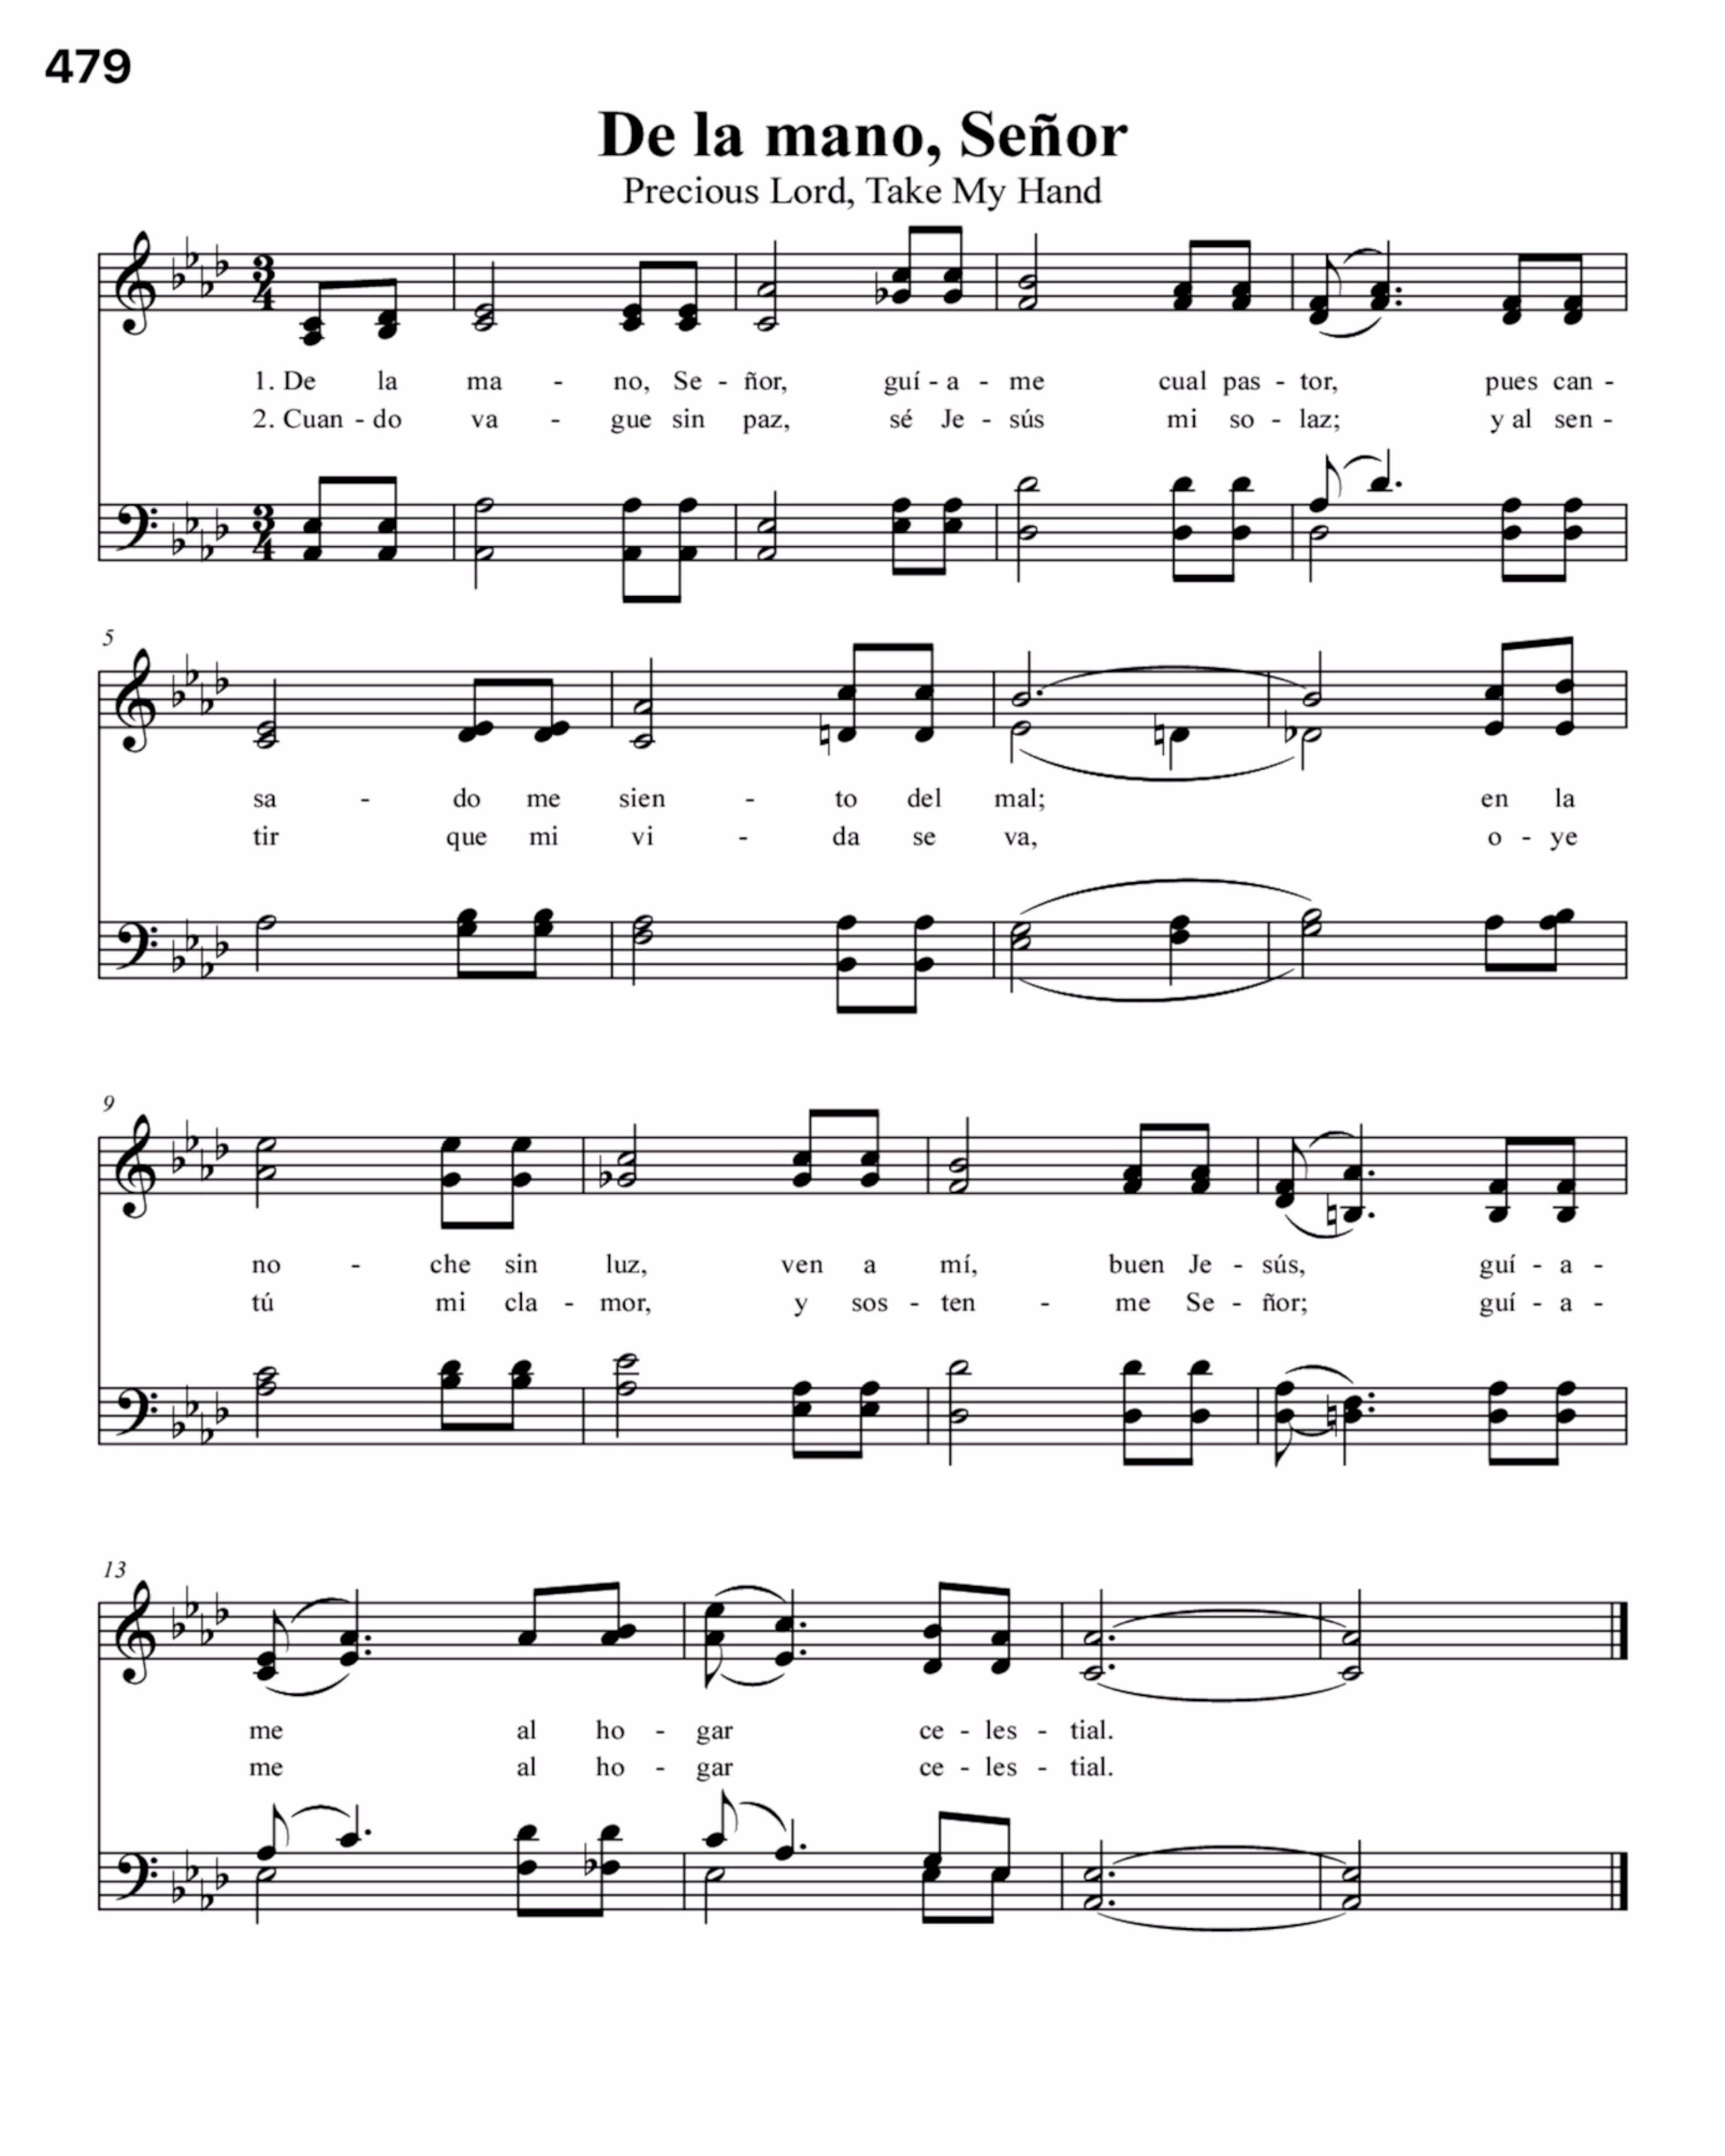 479
De la mano, Señor
Precious Lord, Take My Hand
3 4
1. De la ma - no, Se - ñor, guí - a - me cual pas - tor, pues can -
2. Cuan - do va - gue sin paz, sé Je - sús mi so - laz; y al sen -
3 4
5
sa - do me sien - to del mal; en la
tir que mi vi - da se va, o - ye
9
no - che sin luz, ven a mí, buen Je - sús, guí - a -
tú mi cla - mor, y sos - ten - me Se - ñor; guí - a -
13
me al ho - gar ce - les - tial.
me al ho - gar ce - les - tial.